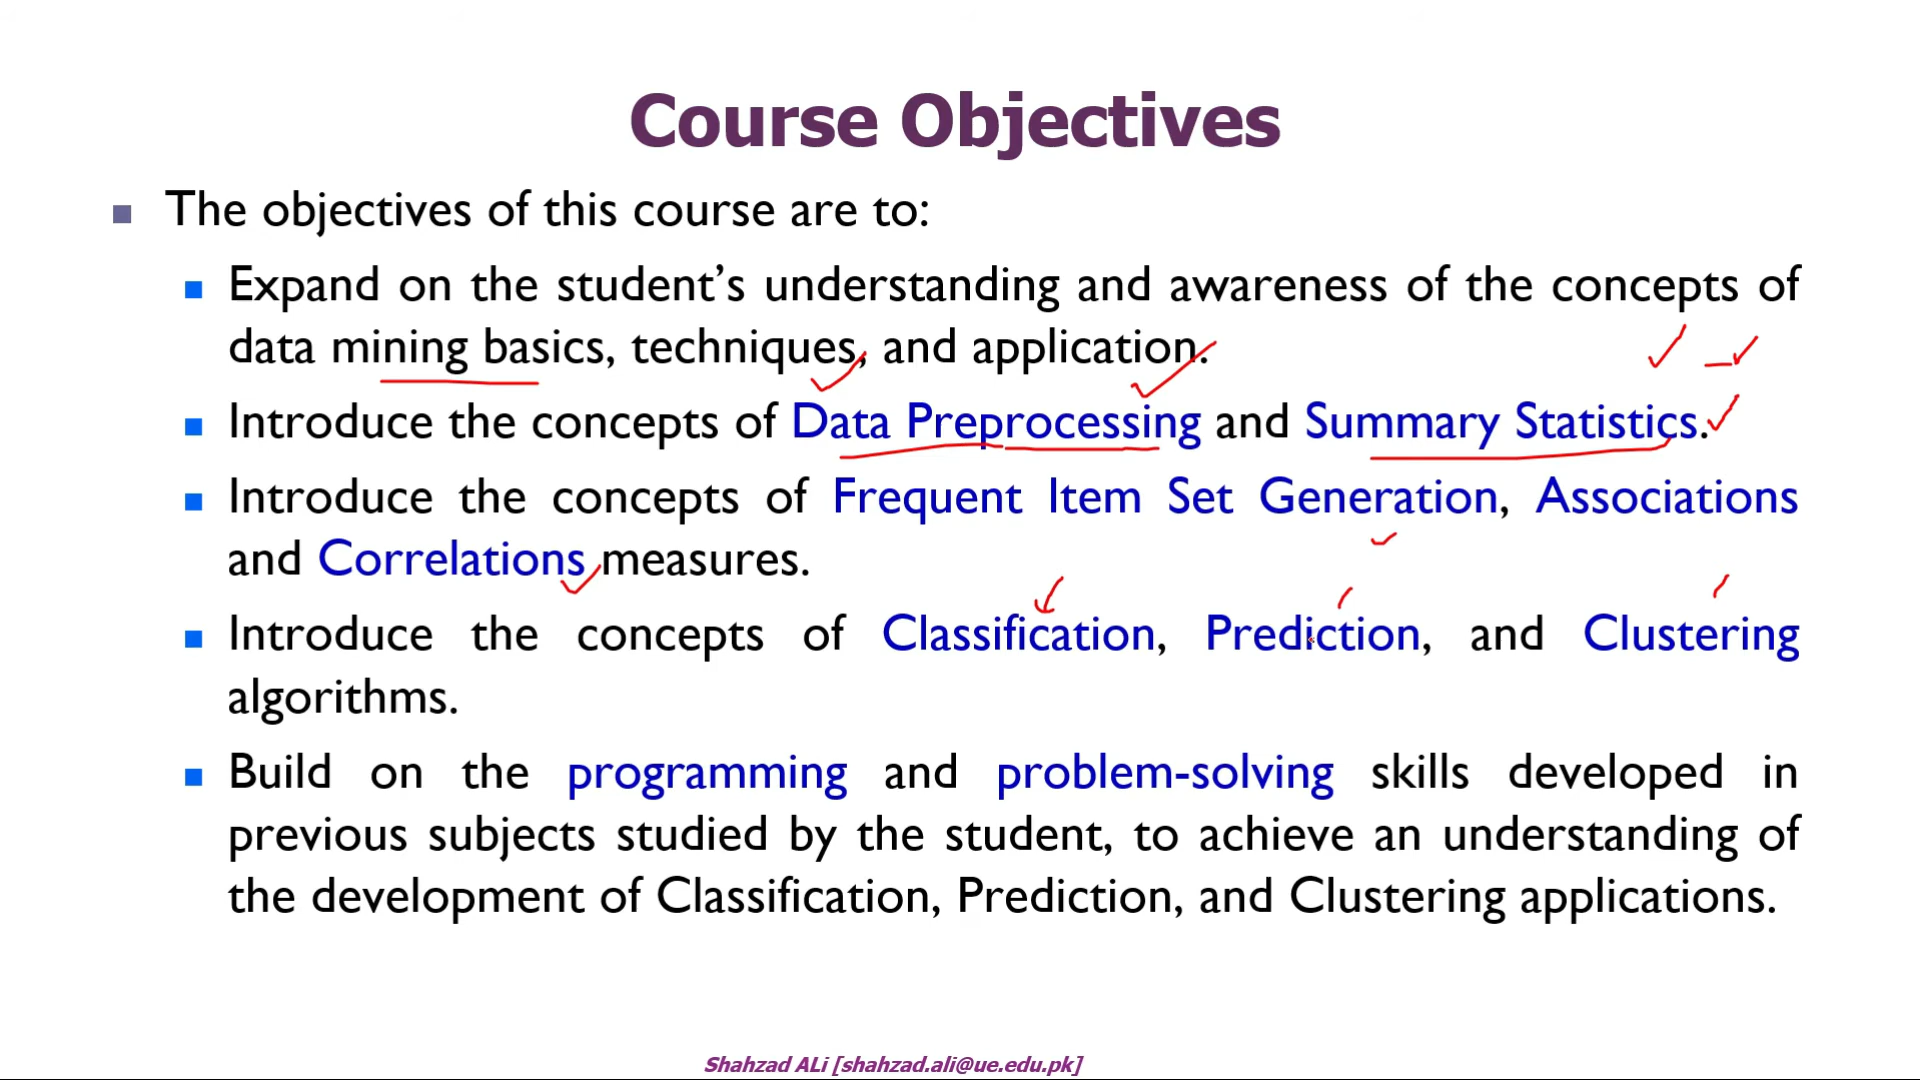 Course Objectives
The objectives of this course are to:
Expand on the student’s understanding and awareness of the concepts of
data mining basics, techniques, and application.
Introduce the concepts of Data Preprocessing and Summary Statistics.
Introduce the concepts of Frequent Item Set Generation, Associations
and Correlations measures.
Introduce the concepts of Classification, Prediction, and Clustering
algorithms.
Build on the programming and problem-solving skills developed in
previous subjects studied by the student, to achieve an understanding of
the development of Classification, Prediction, and Clustering applications.
Shahzad ALi [shahzad.ali@ue.edu.pk]